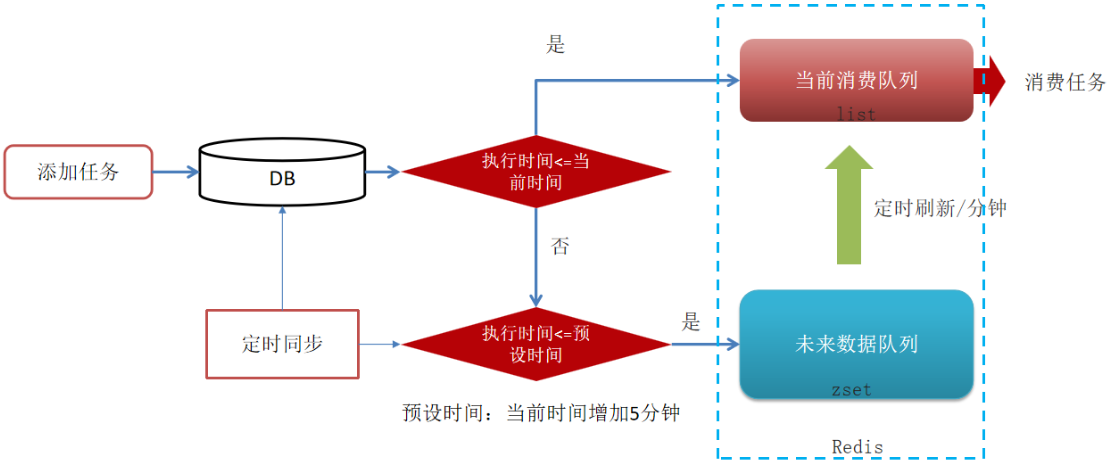 是
当前消费队列
list
消费任务
添加任务
DB
执行时间<=当
前时间
定时刷新/分钟
否
定时同步
执行时间<=预
设时间
是
未来数据队列
zset
预设时间：当前时间增加5分钟
Redis